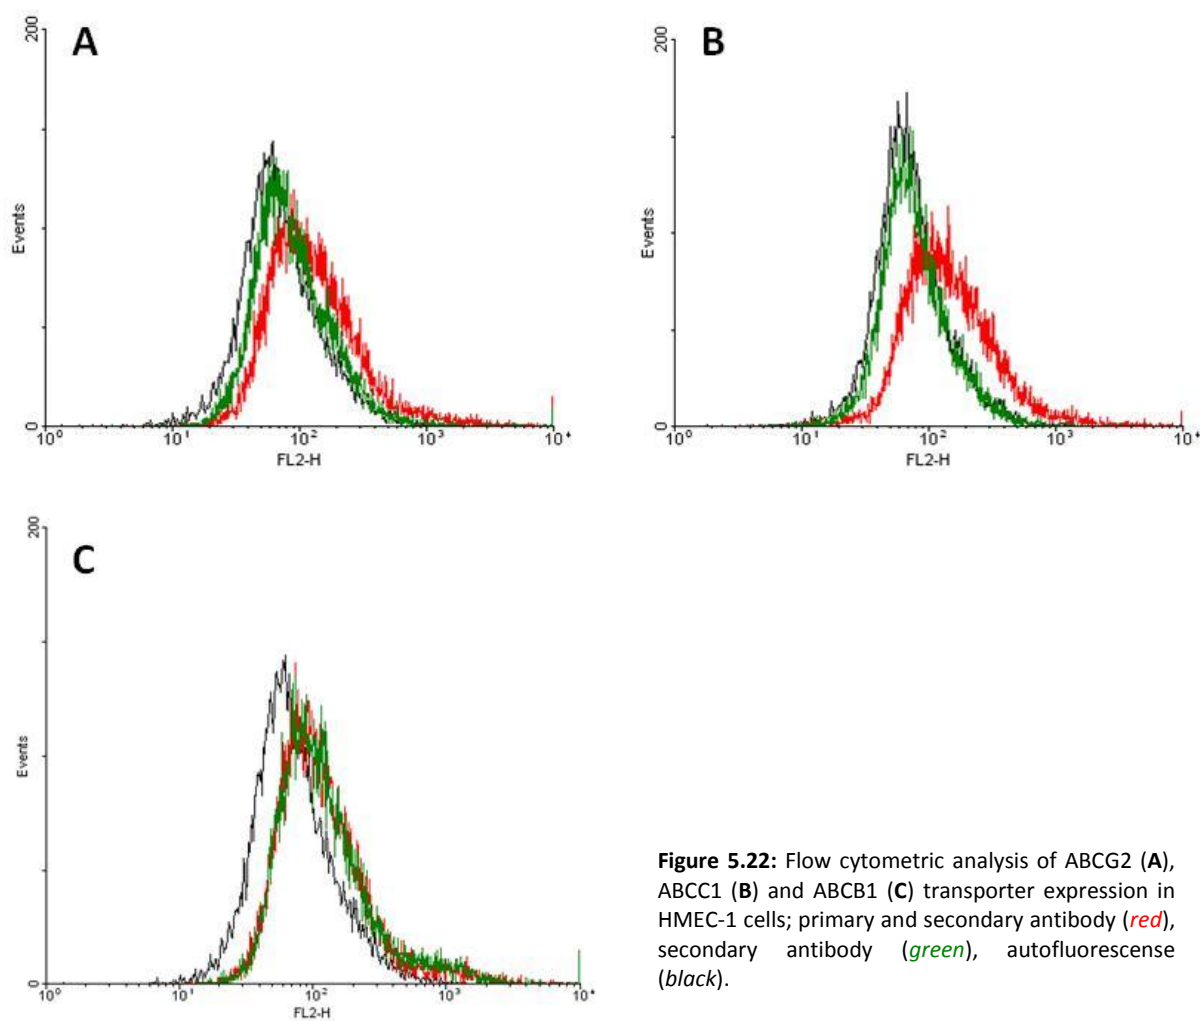 200
A
Events
0
10⁰
10¹
10²
10³
10⁴
FL2-H
200
B
Events
0
10⁰
10¹
10²
10³
10⁴
FL2-H
200
C
Events
0
10⁰
10¹
10²
10³
10⁴
FL2-H
Figure 5.22: Flow cytometric analysis of ABCG2 (A),
ABCC1 (B) and ABCB1 (C) transporter expression in
HMEC-1 cells; primary and secondary antibody (red),
secondary antibody (green), autofluorescense
(black).